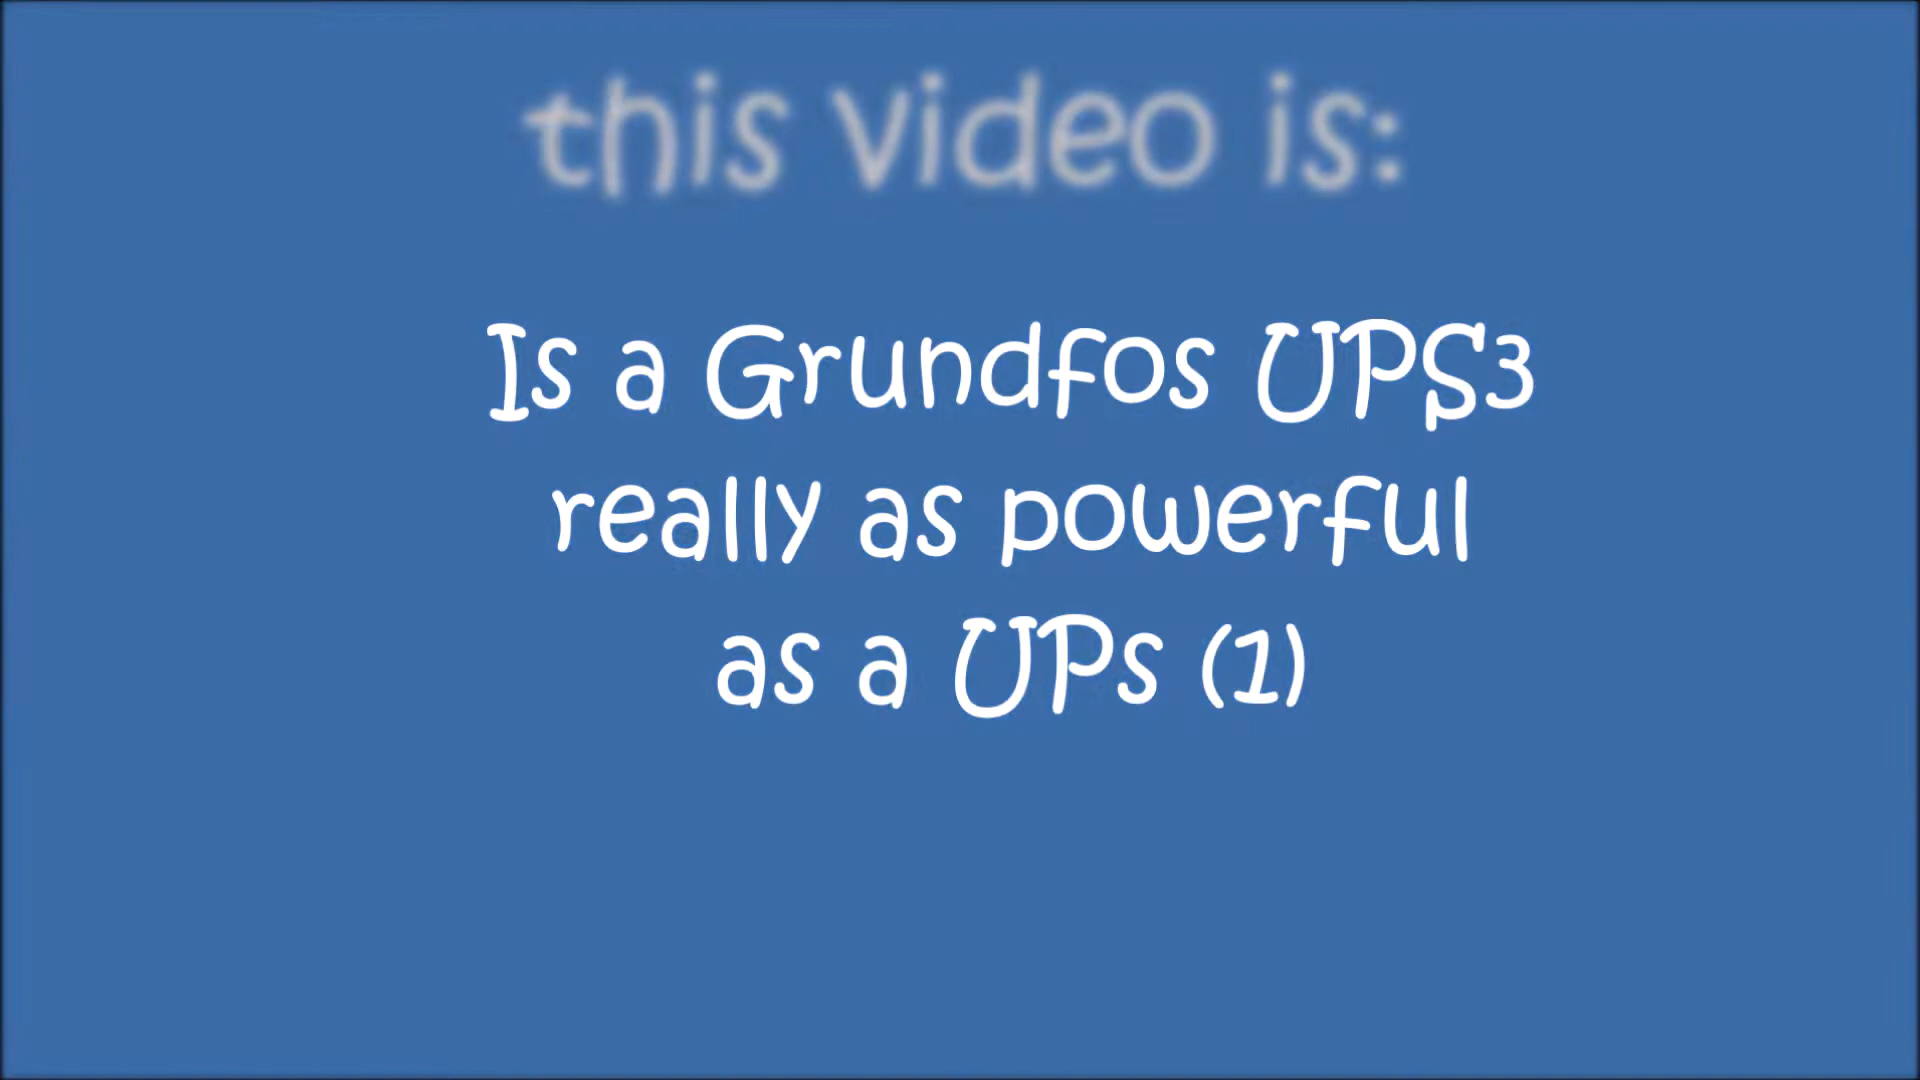 this video is:
Is a Grundfos UPS3
really as powerful
as a UPs (1)